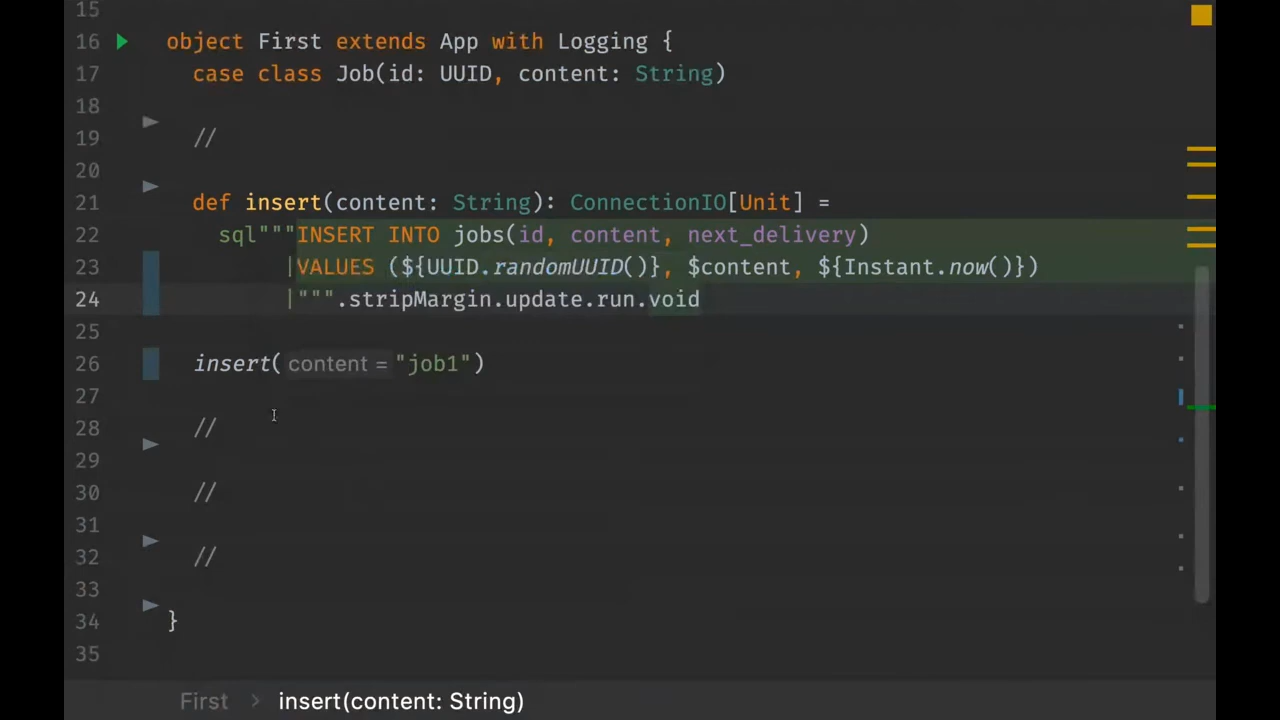 15
16 object First extends App with Logging {
17 case class Job(id: UUID, content: String)
18
19 //
20
21 def insert(content: String): ConnectionIO[Unit] =
22 sql"""INSERT INTO jobs(id, content, next_delivery)
23 |VALUES (${UUID.randomUUID()}, $content, ${Instant.now()})
24 |""".stripMargin.update.run.void
25
26 insert( content = "job1")
27
28 //
29
30 //
31
32 //
33
34 }
35
First > insert(content: String)